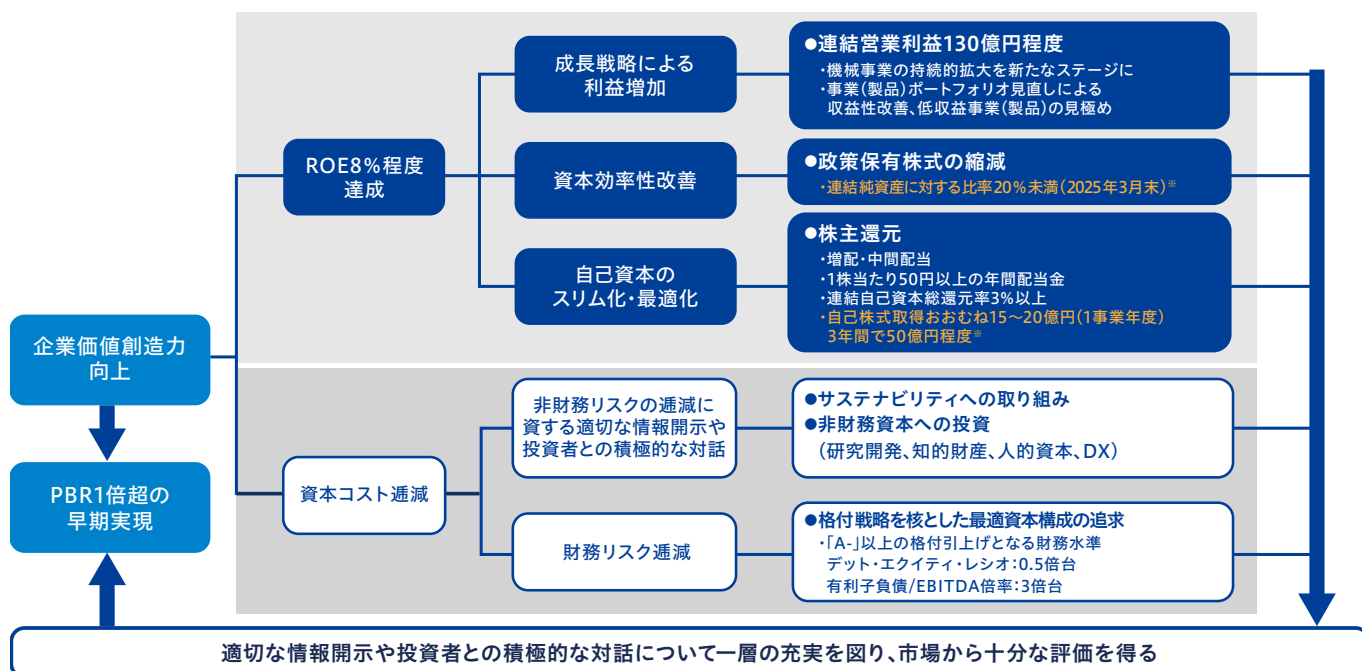 企業価値創造力
向上
PBR1倍超の
早期実現
ROE8%程度
達成
成長戦略による
利益増加
●連結営業利益130億円程度
・機械事業の持続的拡大を新たなステージに
・事業(製品)ポートフォリオ見直しによる
収益性改善、低収益事業(製品)の見極め
資本効率性改善
●政策保有株式の縮減
・連結純資産に対する比率20%未満(2025年3月末)※
自己資本の
スリム化・最適化
●株主還元
・増配・中間配当
・1株当たり50円以上の年間配当金
・連結自己資本総還元率3%以上
・自己株式取得おおむね15～20億円(1事業年度)
3年間で50億円程度※
資本コスト逓減
非財務リスクの逓減に
資する適切な情報開示や
投資者との積極的な対話
●サステナビリティへの取り組み
●非財務資本への投資
(研究開発、知的財産、人的資本、DX)
財務リスク逓減
●格付戦略を核とした最適資本構成の追求
・「A-」以上の格付引上げとなる財務水準
デット・エクイティ・レシオ:0.5倍台
有利子負債/EBITDA倍率:3倍台
適切な情報開示や投資者との積極的な対話について一層の充実を図り、市場から十分な評価を得る